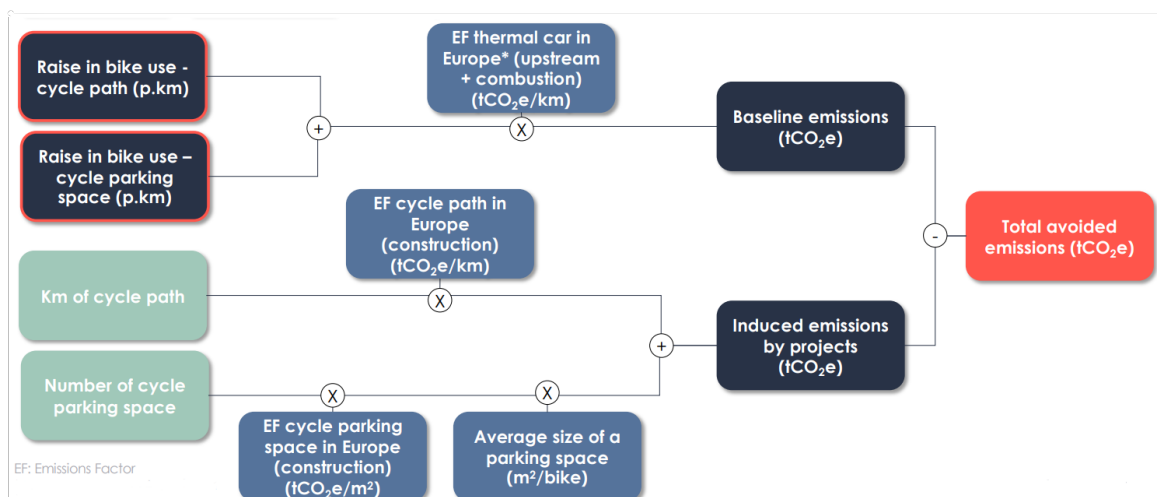 Raise in bike use -
cycle path (p.km)
Raise in bike use –
cycle parking
space (p.km)
+
EF thermal car in
Europe* (upstream
+ combustion)
(tCO₂e/km)
X
Baseline emissions
(tCO₂e)
EF cycle path in
Europe
(construction)
(tCO₂e/km)
X
Km of cycle path
Number of cycle
parking space
X
EF cycle parking
space in Europe
(construction)
(tCO₂e/m²)
X
Average size of a
parking space
(m²/bike)
+
Induced emissions
by projects
(tCO₂e)
-
Total avoided
emissions (tCO₂e)
EF: Emissions Factor